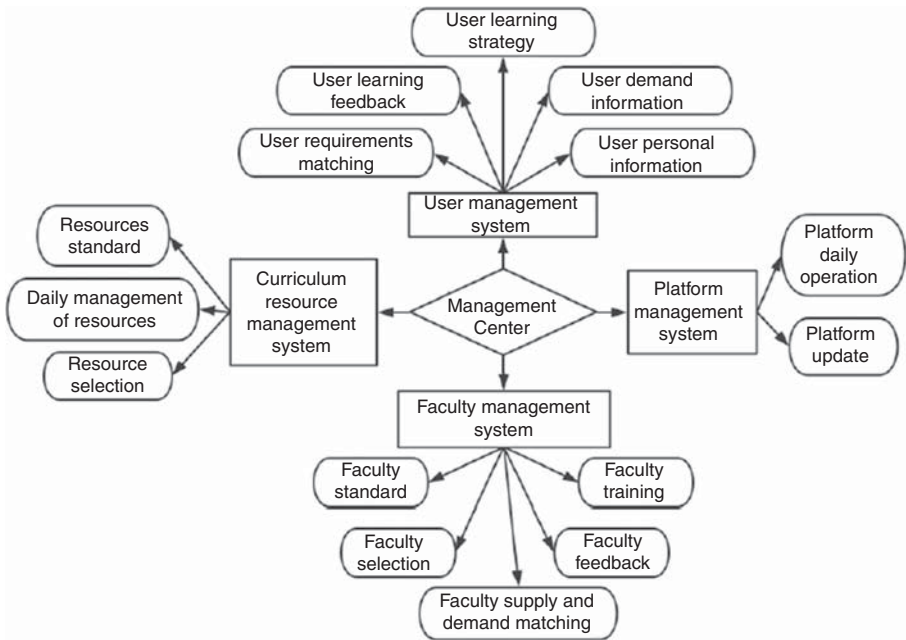 User learning
strategy
User learning
feedback
User demand
information
User requirements
matching
User personal
information
User management
system
Resources
standard
Daily management
of resources
Resource
selection
Curriculum
resource
management
system
Management
Center
Platform
management
system
Platform
daily
operation
Platform
update
Faculty management
system
Faculty
standard
Faculty
training
Faculty
selection
Faculty
feedback
Faculty supply and
demand matching